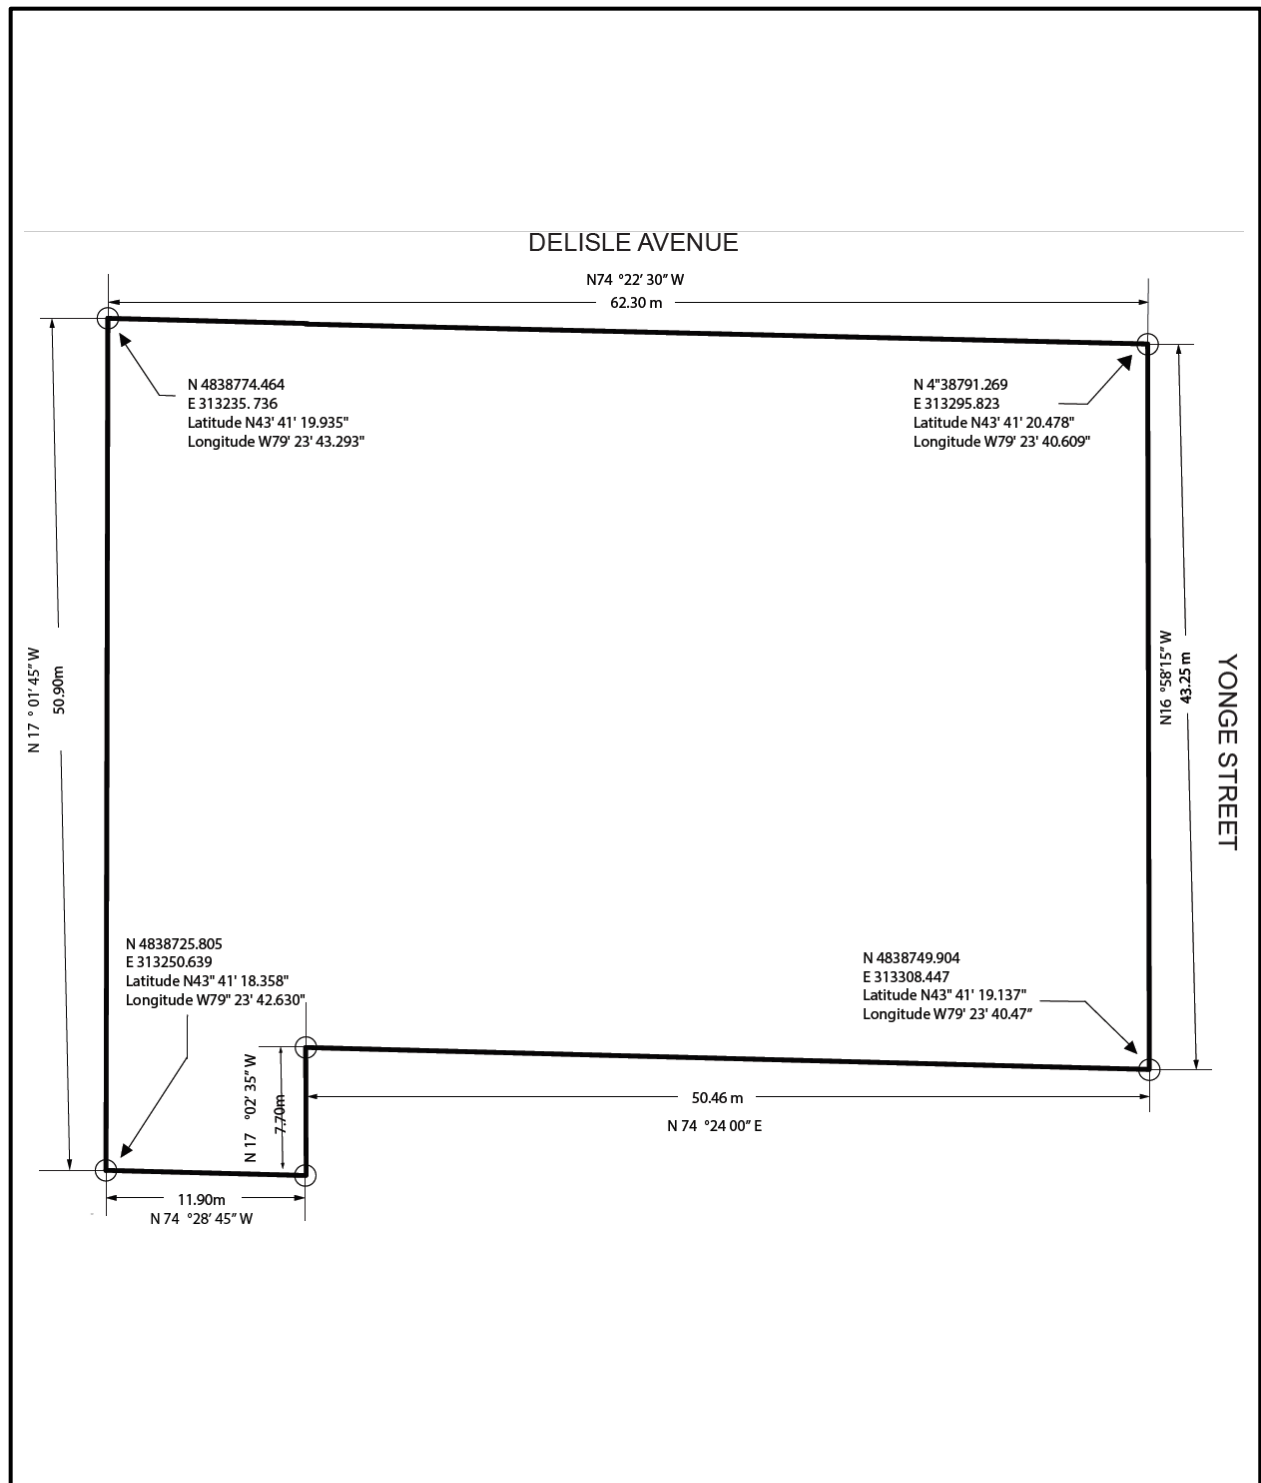 DELISLE AVENUE
N74 °22' 30" W
62.30 m
N 4838774.464
E 313235. 736
Latitude N43' 41' 19.935"
Longitude W79' 23' 43.293"
N 4"38791.269
E 313295.823
Latitude N43' 41' 20.478"
Longitude W79' 23' 40.609"
N 17 ° 01' 45" W
50.90m
N16 °58'15" W
43.25 m
YONGE STREET
N 4838725.805
E 313250.639
Latitude N43" 41' 18.358"
Longitude W79" 23' 42.630"
N 4838749.904
E 313308.447
Latitude N43" 41' 19.137"
Longitude W79' 23' 40.47"
N 17 °02' 35" W
7.70m
50.46 m
N 74 °24 00" E
11.90m
N 74 °28' 45" W